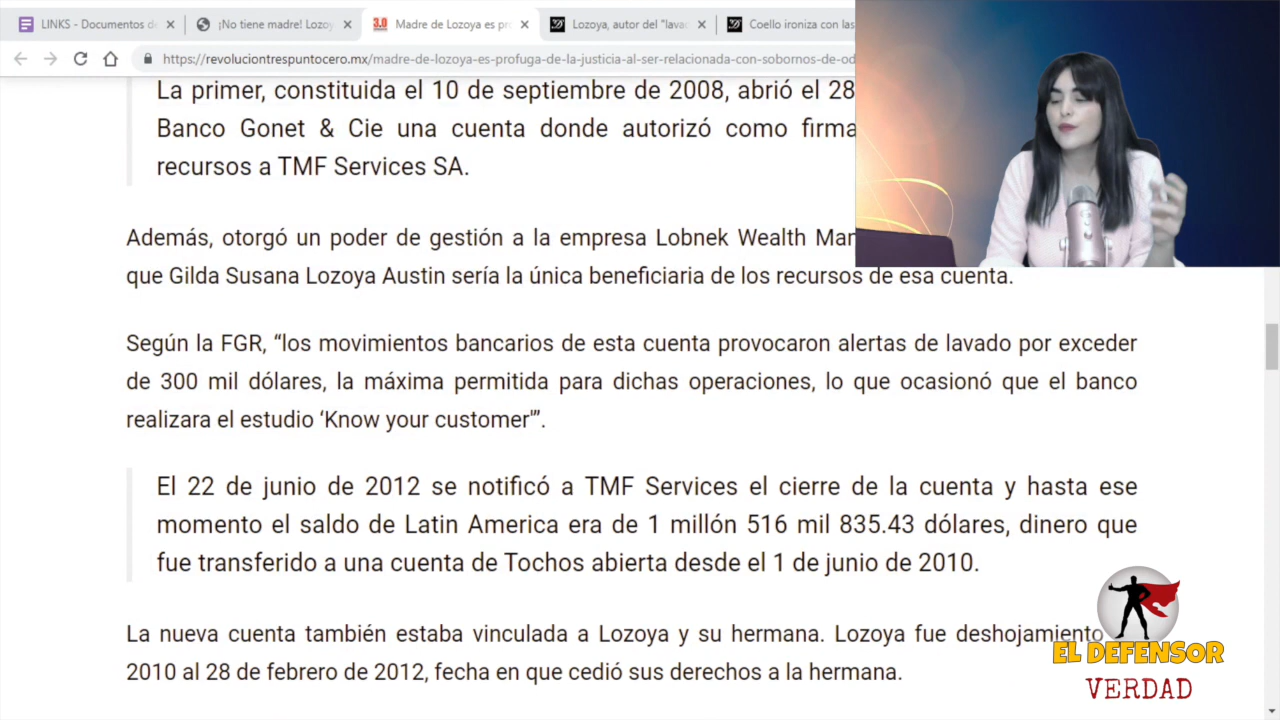 LINKS - Documentos d
¡No tiene madre! Lozoy
3.0 Madre de Lozoya es pr
Lozoya, autor del "lava
Coello ironiza con las
https://revoluciontrespuntocero.mx/madre-de-lozoya-es-profuga-de-la-justicia-al-ser-relacionada-con-sobornos-de-od
La primer, constituida el 10 de septiembre de 2008, abrió el 28
Banco Gonet & Cie una cuenta donde autorizó como firma
recursos a TMF Services SA.
Además, otorgó un poder de gestión a la empresa Lobnek Wealth Man
que Gilda Susana Lozoya Austin sería la única beneficiaria de los recursos de esa cuenta.
Según la FGR, “los movimientos bancarios de esta cuenta provocaron alertas de lavado por exceder
de 300 mil dólares, la máxima permitida para dichas operaciones, lo que ocasionó que el banco
realizara el estudio ‘Know your customer’”.
El 22 de junio de 2012 se notificó a TMF Services el cierre de la cuenta y hasta ese
momento el saldo de Latin America era de 1 millón 516 mil 835.43 dólares, dinero que
fue transferido a una cuenta de Tochos abierta desde el 1 de junio de 2010.
La nueva cuenta también estaba vinculada a Lozoya y su hermana. Lozoya fue deshojamiento
2010 al 28 de febrero de 2012, fecha en que cedió sus derechos a la hermana.
EL DEFENSOR
VERDAD